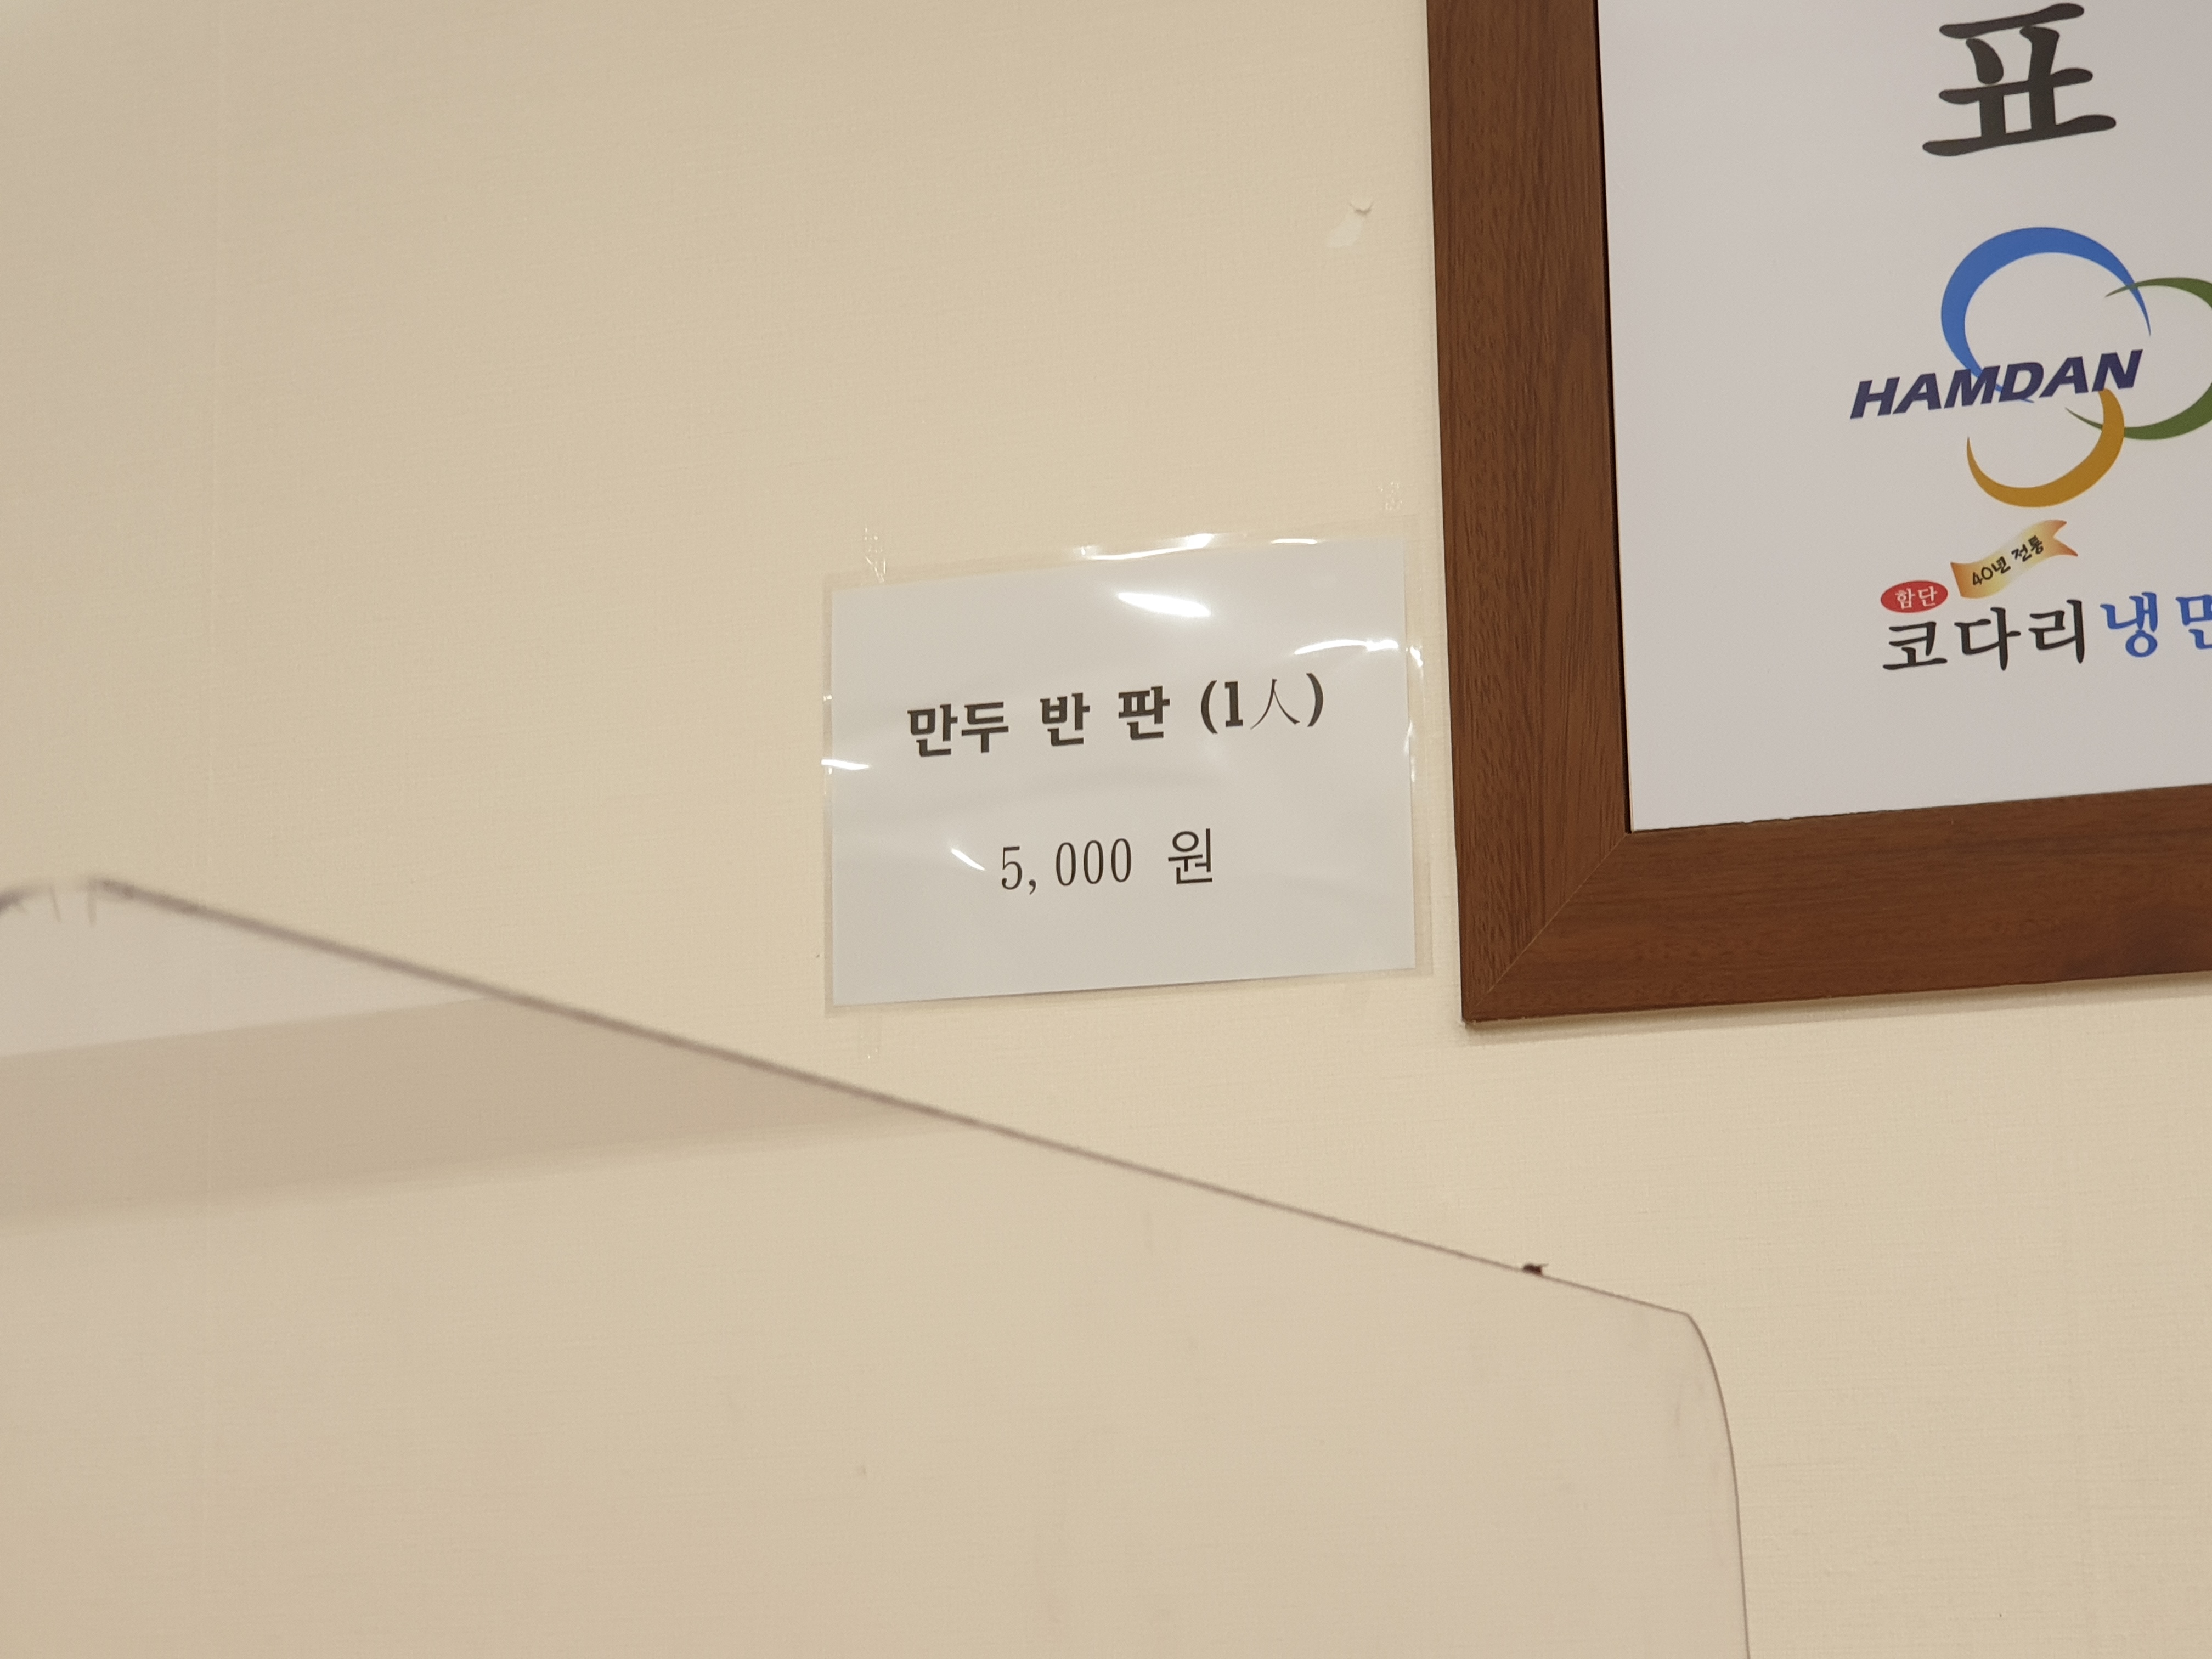 만두 반 판 (1人)
5,000 원
표
HAMDAN
40년 전통
함단
코다리냉면